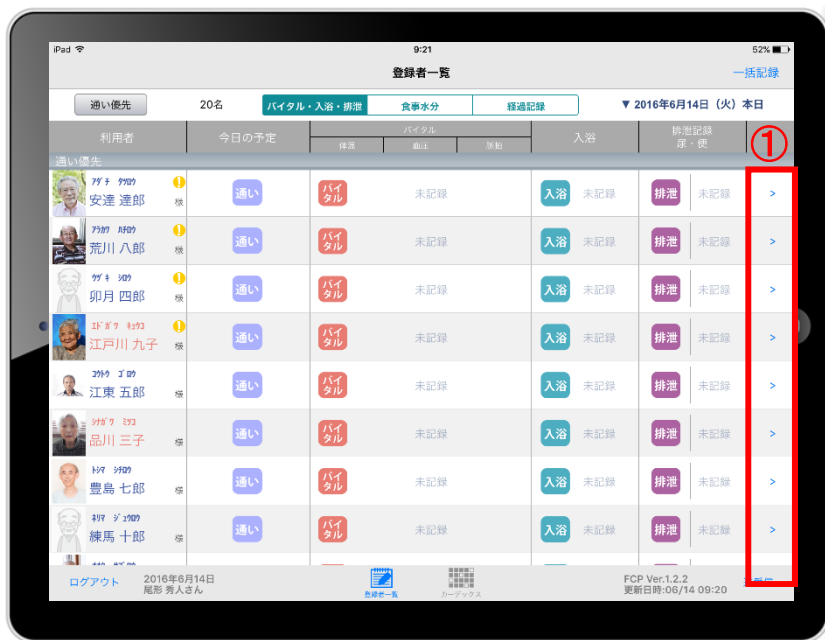 iPad 9:21 52%
登録者一覧 一括記録
通い優先 20名 バイタル・入浴・排泄 食事水分 経過記録 ▼ 2016年6月14日（火）本日
利用者 今日の予定 バイタル 入浴 排泄記録
体温 血圧 脈拍 尿・便
①
通い優先
ｱﾀﾞﾁ ﾀﾂﾛｳ
安達 達郎 様 通い バイタル 未記録 入浴 未記録 排泄 未記録 >
ｱﾗｶﾜ ﾊﾁﾛｳ
荒川 八郎 様 通い バイタル 未記録 入浴 未記録 排泄 未記録 >
ｳﾂﾞｷ ｼﾛｳ
卯月 四郎 様 通い バイタル 未記録 入浴 未記録 排泄 未記録 >
ｴﾄﾞｶﾞﾜ ｷｭｳｺ
江戸川 九子 様 通い バイタル 未記録 入浴 未記録 排泄 未記録 >
ｺｳﾄｳ ｺﾞﾛｳ
江東 五郎 様 通い バイタル 未記録 入浴 未記録 排泄 未記録 >
ｼﾅｶﾞﾜ ﾐﾂｺ
品川 三子 様 通い バイタル 未記録 入浴 未記録 排泄 未記録 >
ﾄｼﾏ ｼﾁﾛｳ
豊島 七郎 様 通い バイタル 未記録 入浴 未記録 排泄 未記録 >
ﾈﾘﾏ ｼﾞｭｳﾛｳ
練馬 十郎 様 通い バイタル 未記録 入浴 未記録 排泄 未記録 >
ログアウト 2016年6月14日 FCP Ver.1.2.2
尾形 秀人さん 登録者一覧 カーデックス 更新日時:06/14 09:20